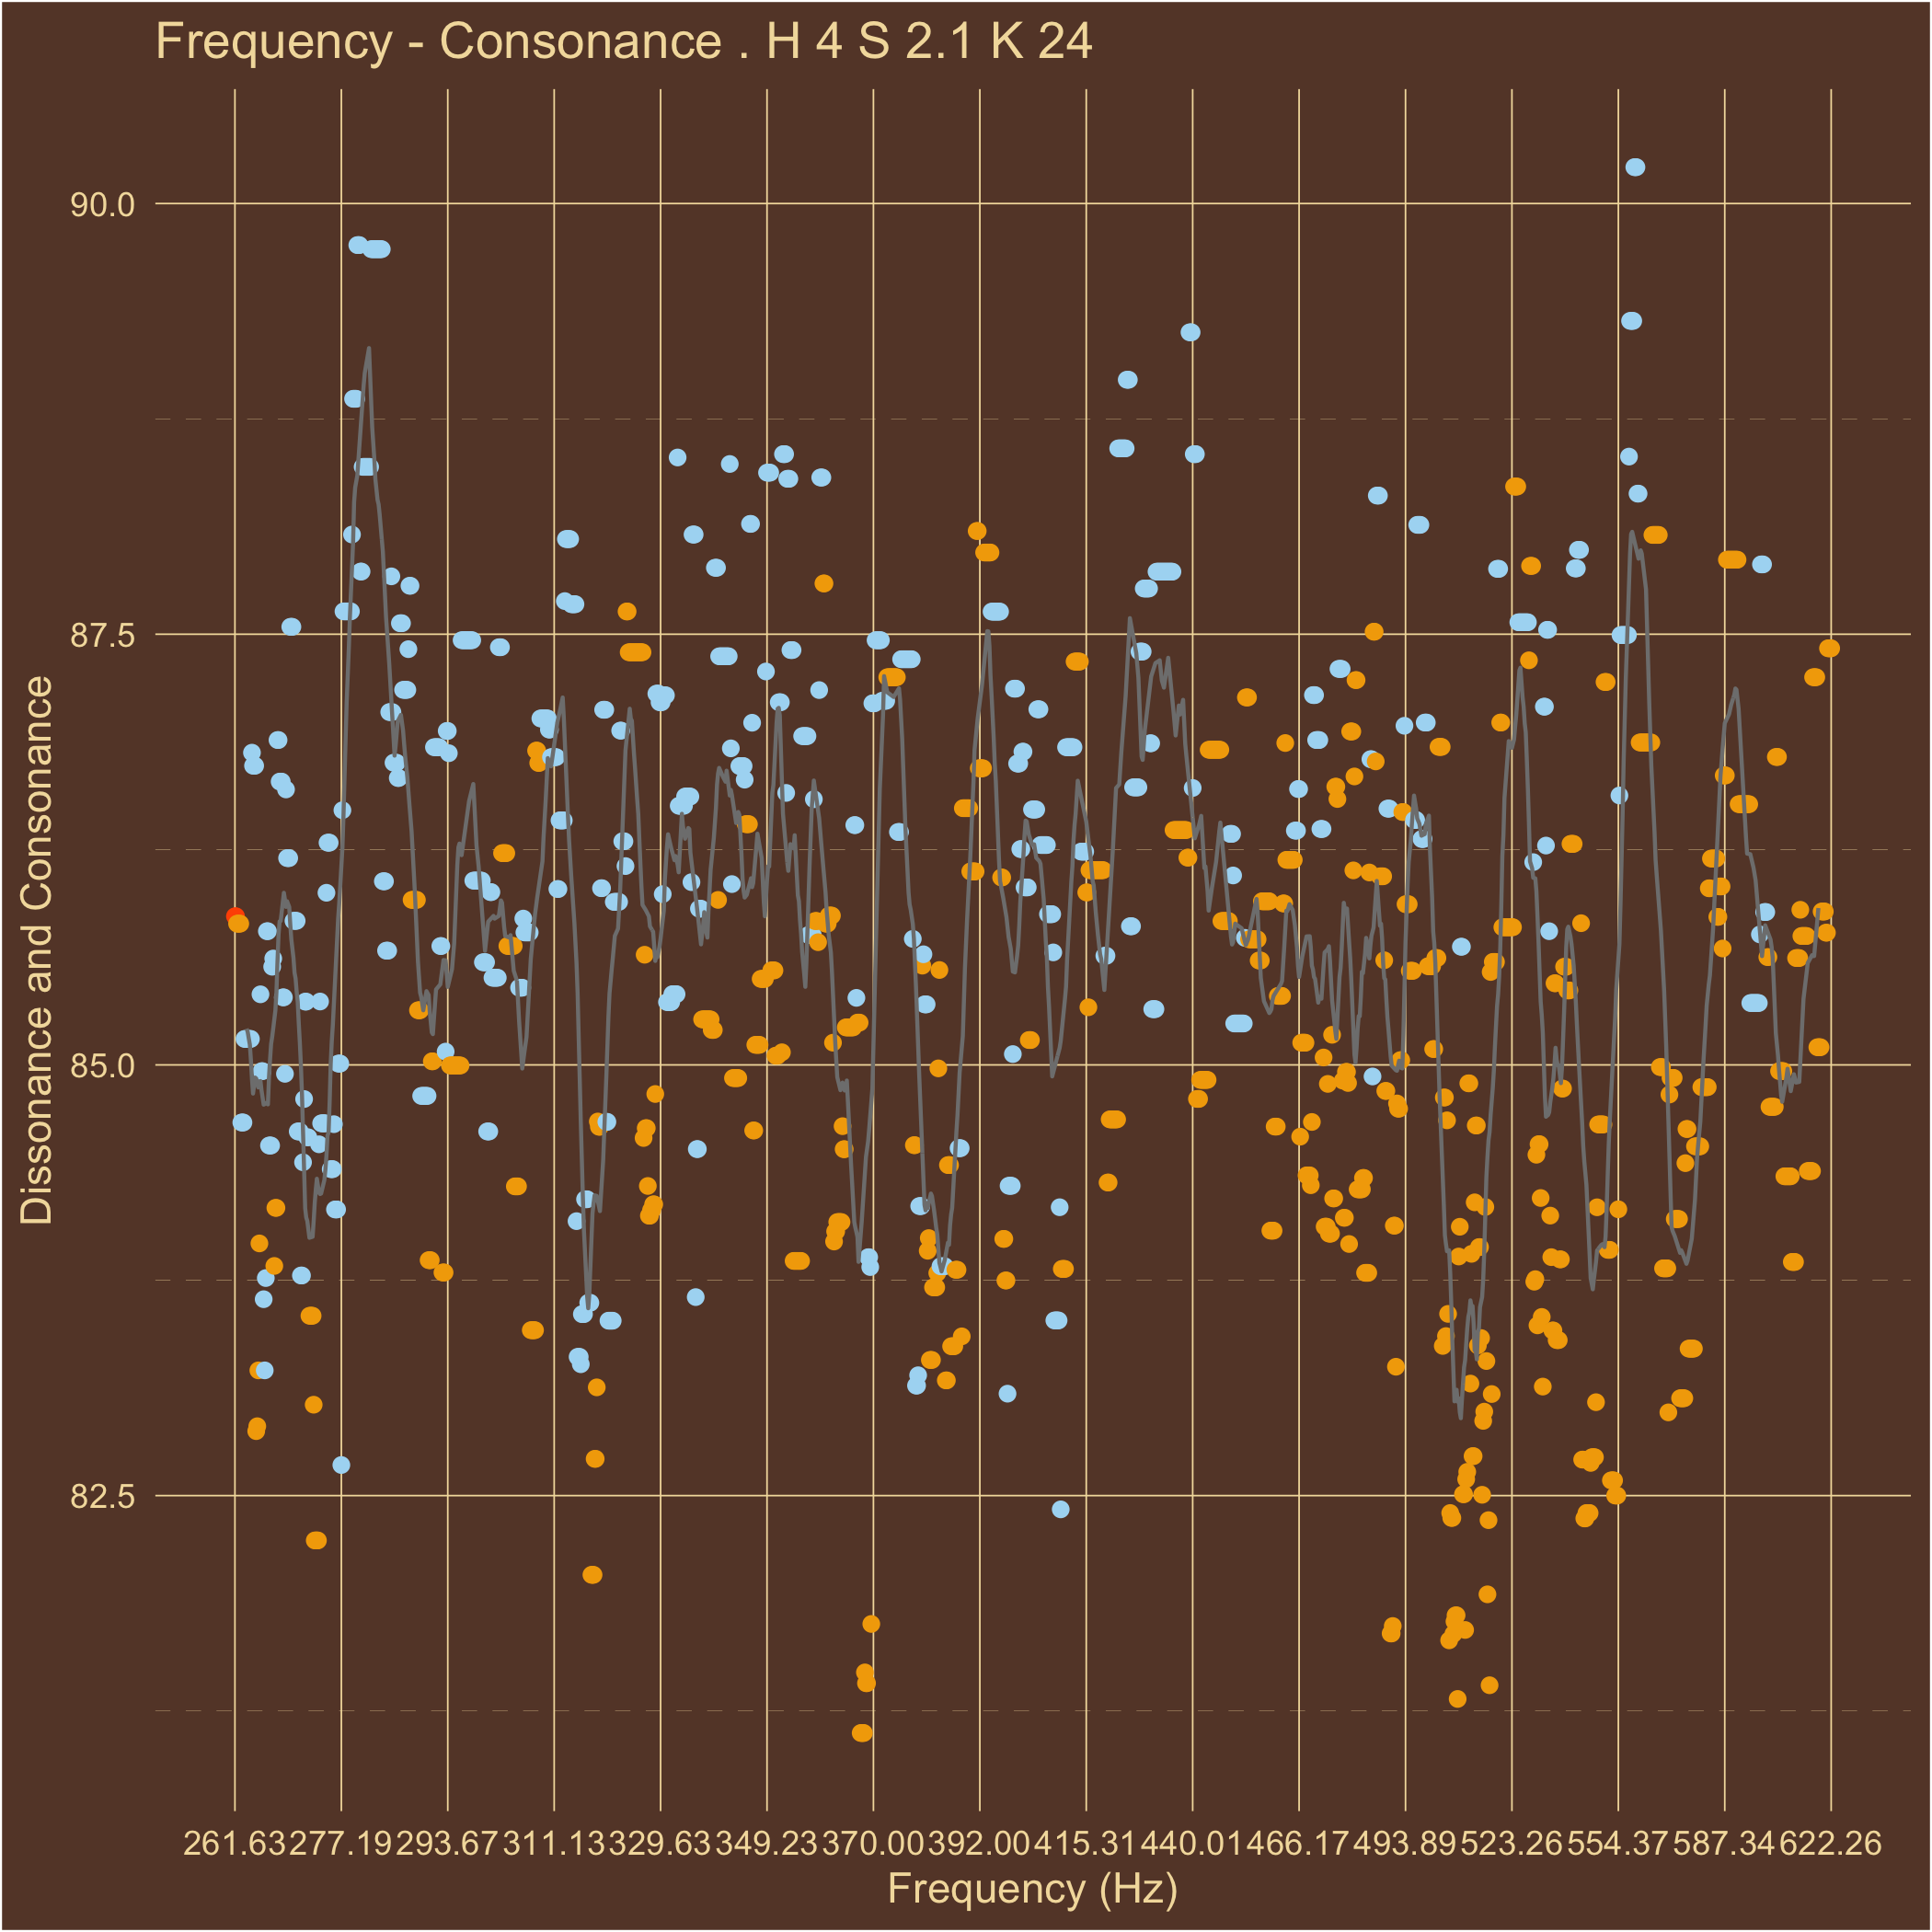 Frequency - Consonance . H 4 S 2.1 K 24
90.0
87.5
85.0
82.5
Dissonance and Consonance
261.63 277.19 293.67 311.13 329.63 349.23 370.00 392.00 415.31 440.01 466.17 493.89 523.26 554.37 587.34 622.26
Frequency (Hz)